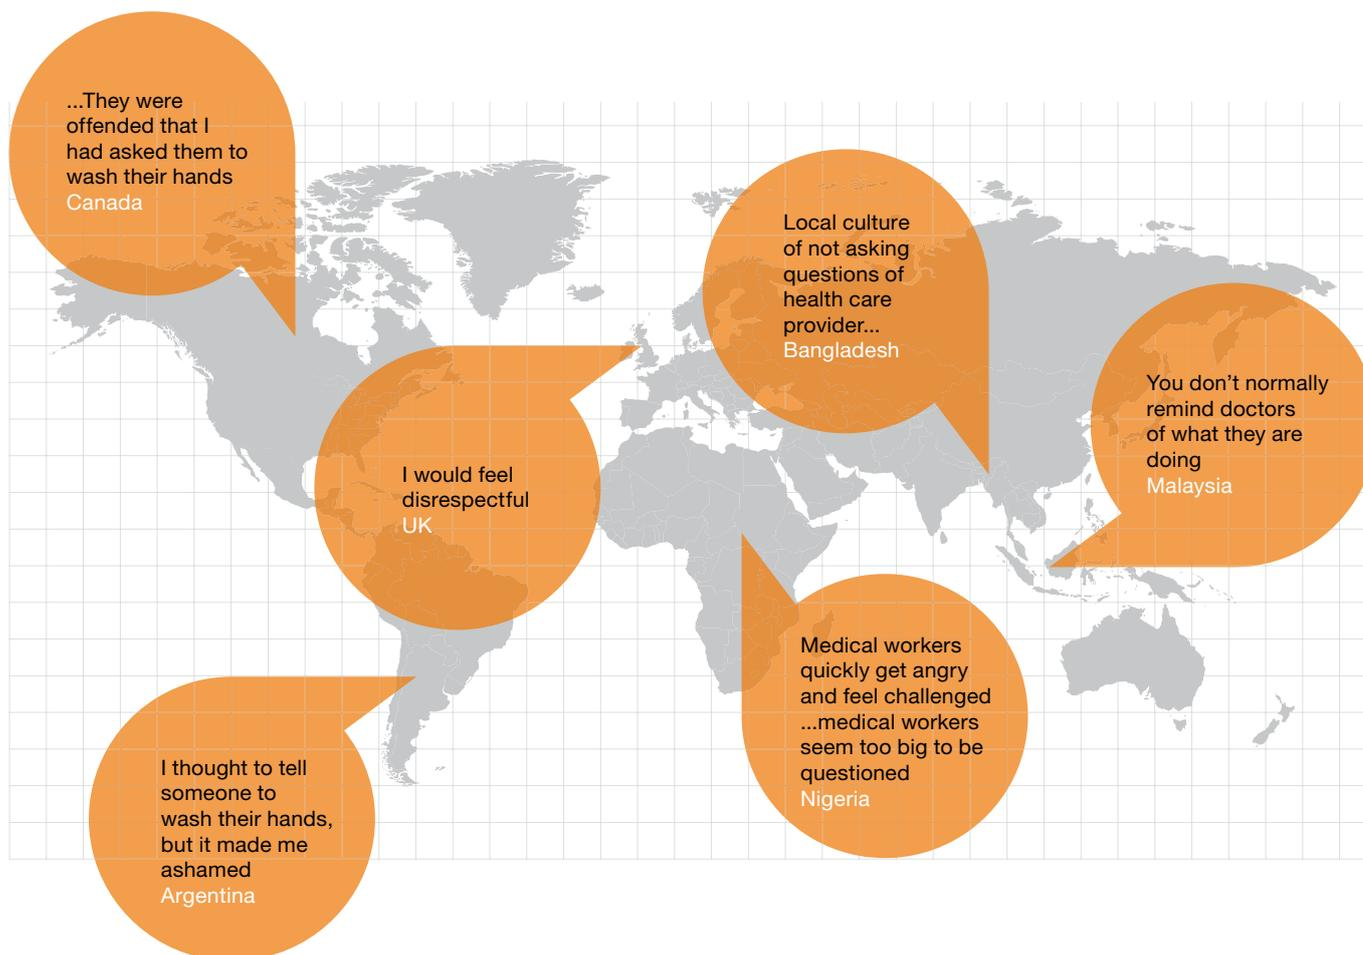 ...They were
offended that I
had asked them to
wash their hands
Canada
Local culture
of not asking
questions of
health care
provider...
Bangladesh
You don’t normally
remind doctors
of what they are
doing
Malaysia
I would feel
disrespectful
UK
Medical workers
quickly get angry
and feel challenged
...medical workers
seem too big to be
questioned
Nigeria
I thought to tell
someone to
wash their hands,
but it made me
ashamed
Argentina